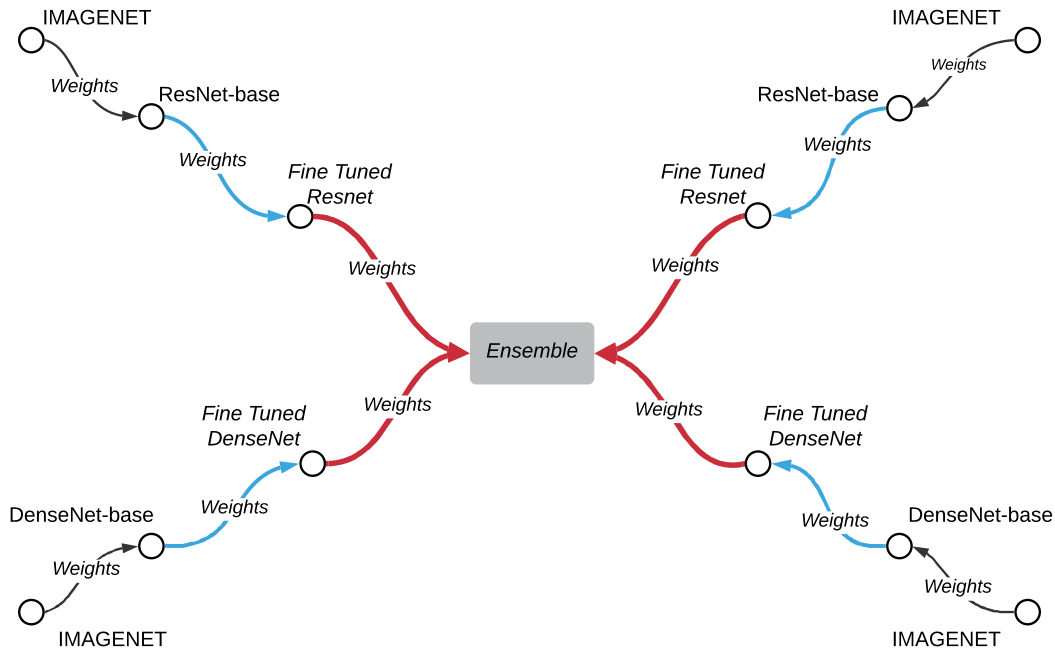 IMAGENET
IMAGENET
Weights
Weights
ResNet-base
ResNet-base
Weights
Weights
Fine Tuned
Resnet
Fine Tuned
Resnet
Weights
Weights
Ensemble
Weights
Weights
Fine Tuned
DenseNet
Fine Tuned
DenseNet
Weights
Weights
DenseNet-base
DenseNet-base
Weights
Weights
IMAGENET
IMAGENET